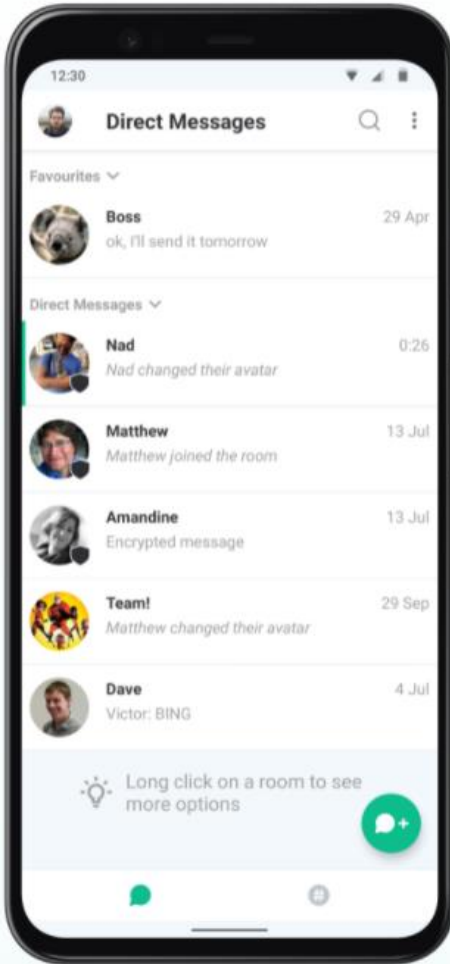 12:30
Direct Messages
Favourites
Boss
29 Apr
ok, I'll send it tomorrow
Direct Messages
Nad
0:26
Nad changed their avatar
Matthew
13 Jul
Matthew joined the room
Amandine
13 Jul
Encrypted message
Team!
29 Sep
Matthew changed their avatar
Dave
4 Jul
Victor: BING
Long click on a room to see
more options